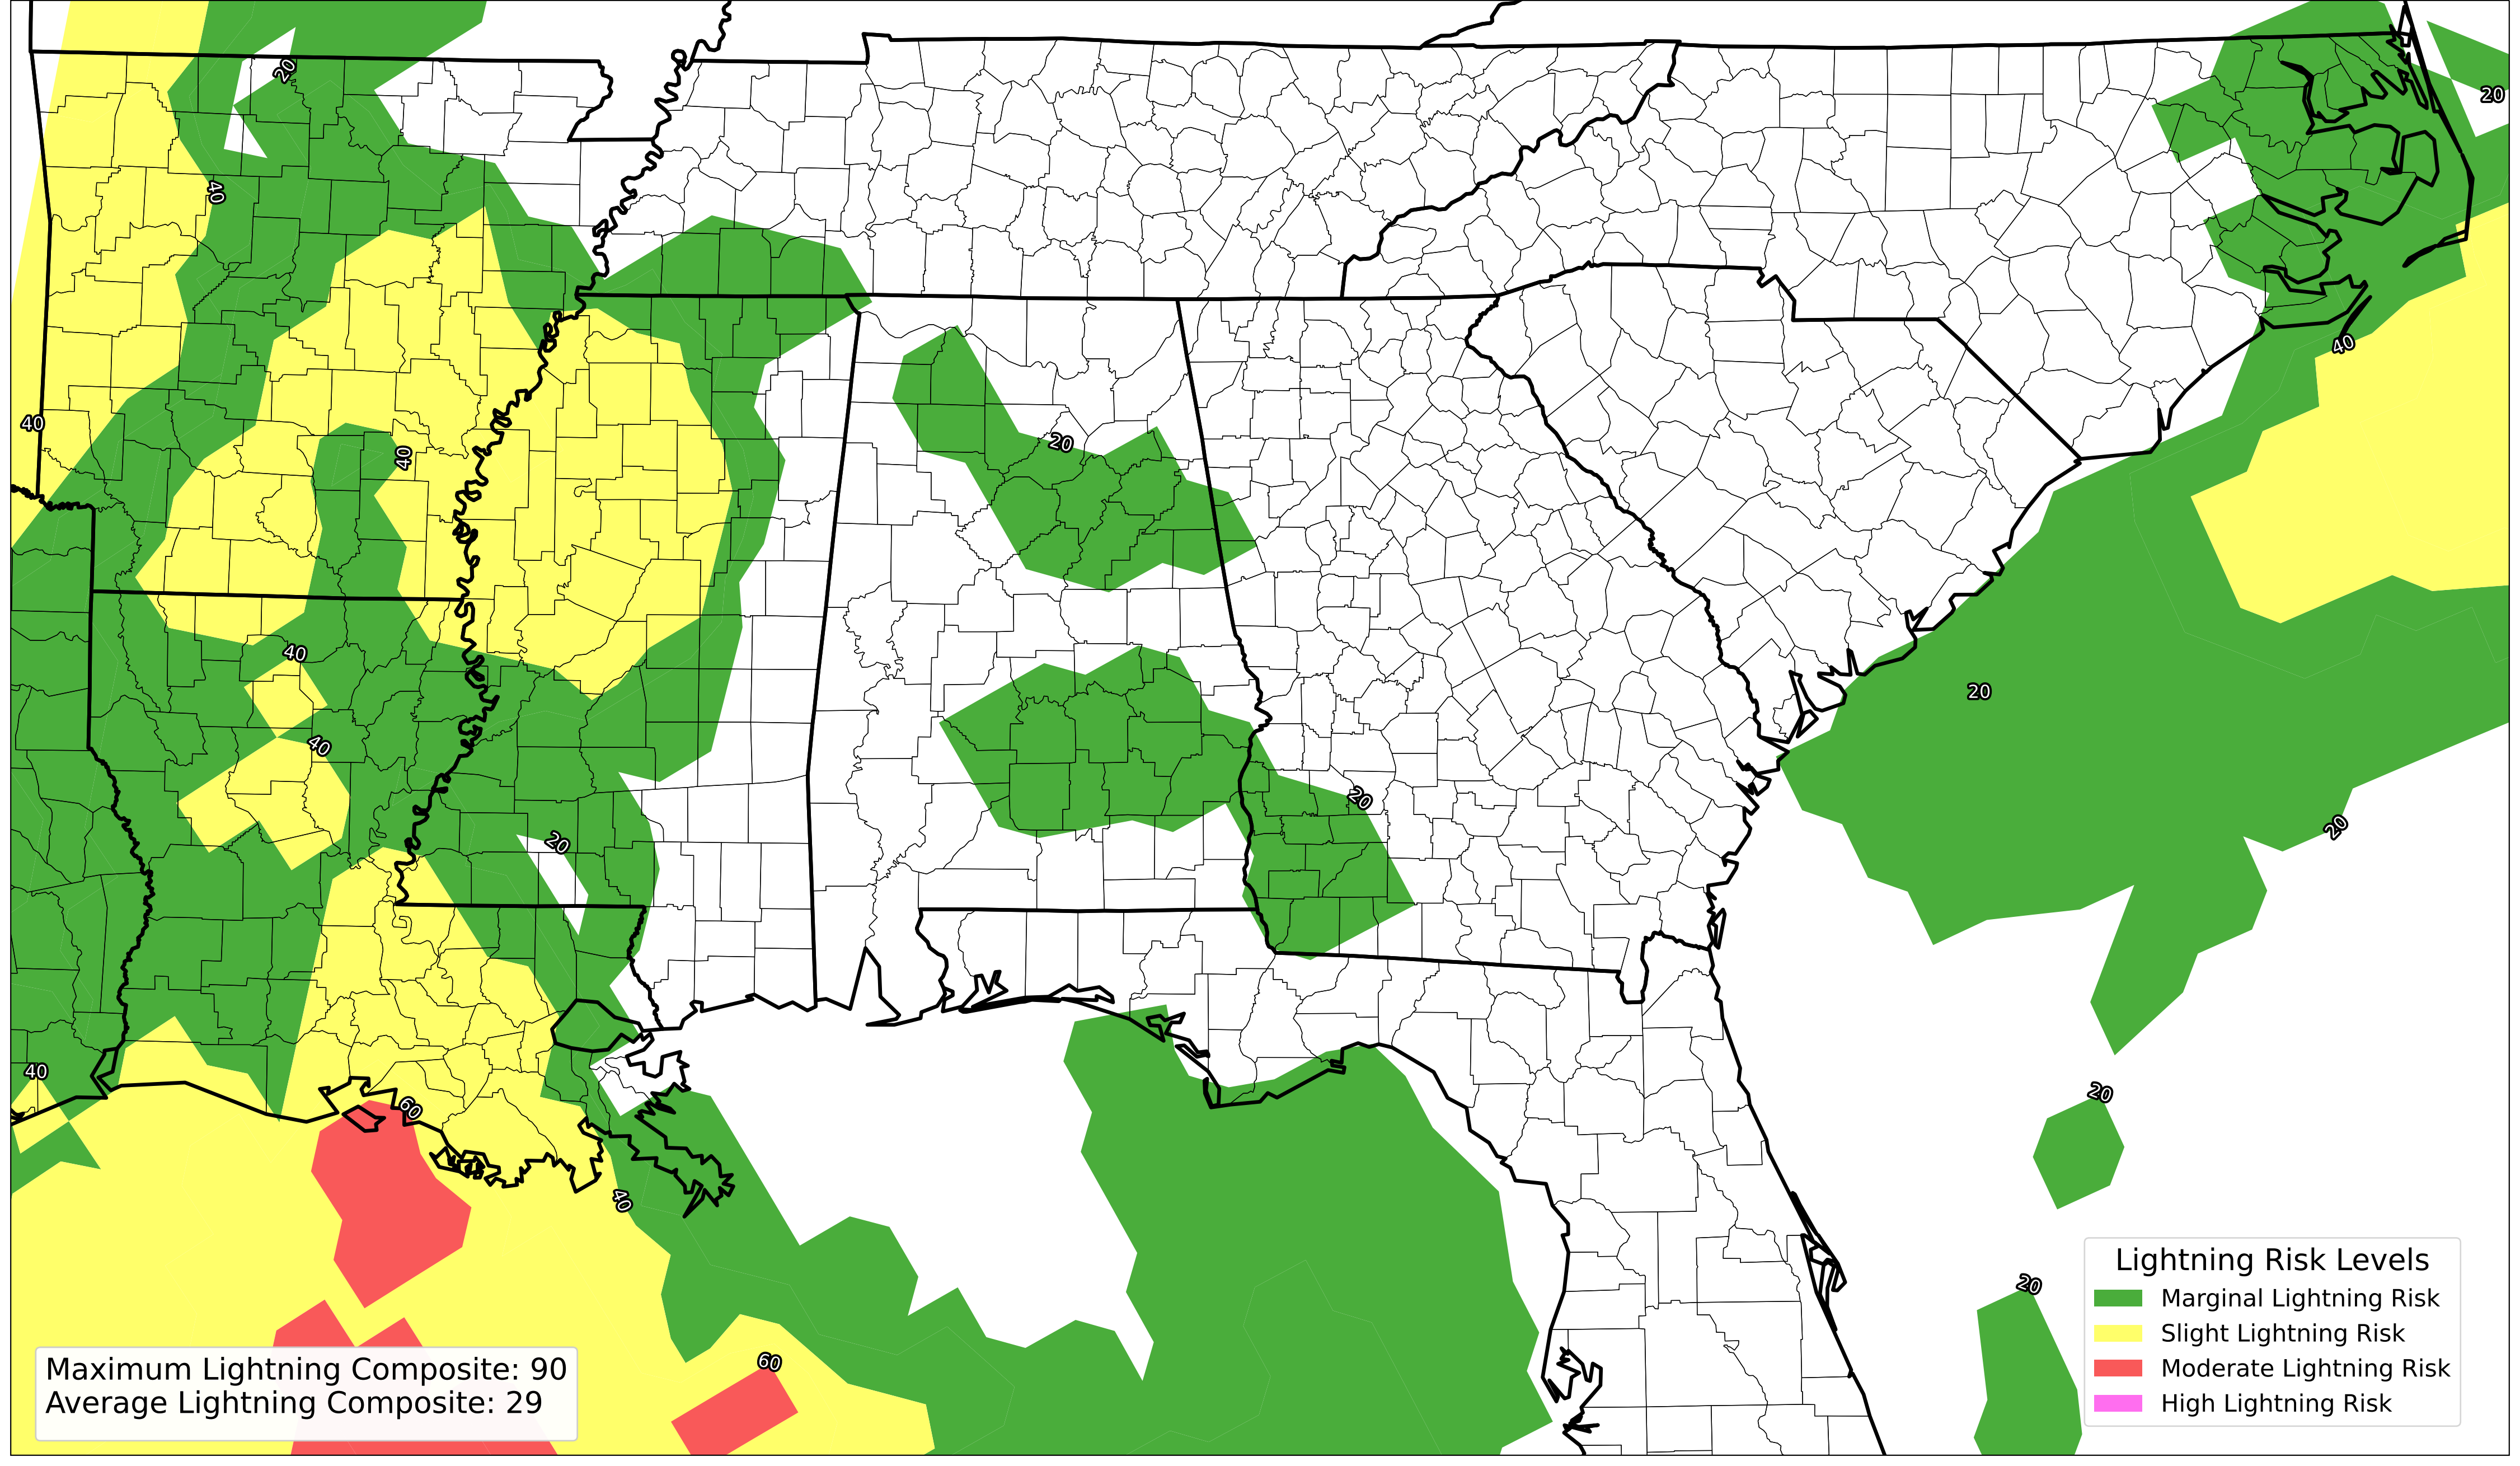 20
20
40
40
40
20
40
40
20
40
20
20
20
40
20
60
20
40
20
60
Lightning Risk Levels
Marginal Lightning Risk
Slight Lightning Risk
Moderate Lightning Risk
High Lightning Risk
Maximum Lightning Composite: 90
Average Lightning Composite: 29